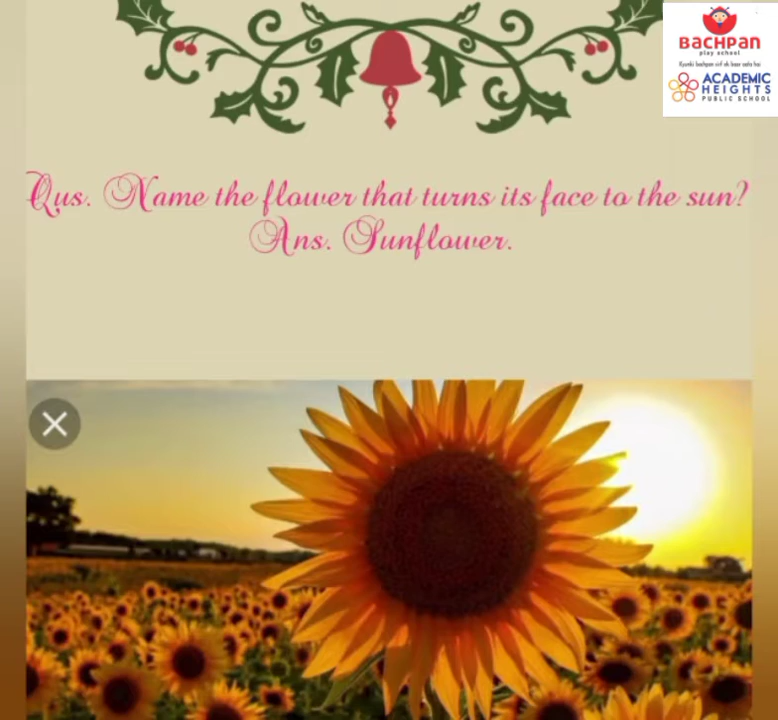 BACHPAN
play school
Kyunki bachpan sirf ek baar aata hai
ACADEMIC
HEIGHTS
PUBLIC SCHOOL
Qus. Name the flower that turns its face to the sun?
Ans. Sunflower.